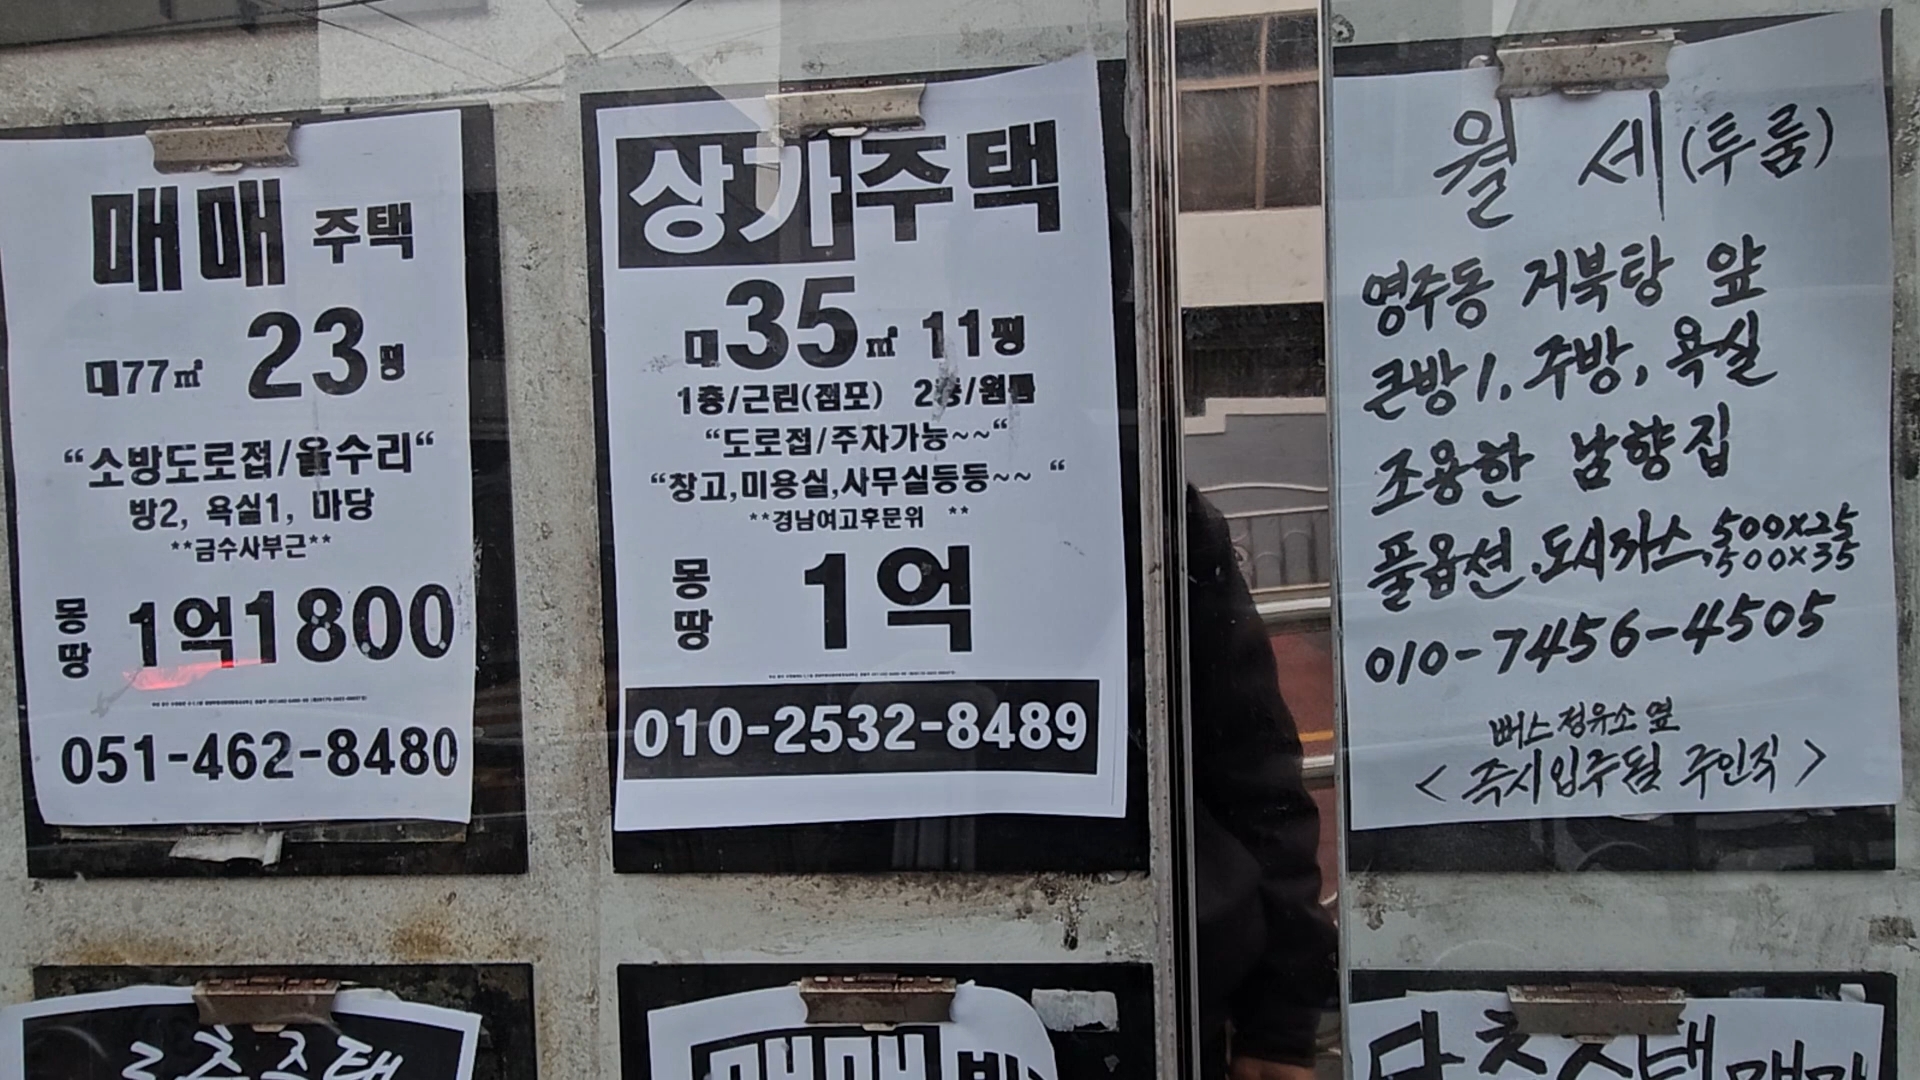 매매 주택
대77㎡ 23평
“소방도로접/올수리“
방2, 욕실1, 마당
**금수사부근**
몽땅 1억1800
051-462-8480
상가주택
대35㎡ 11평
1층/근린(점포) 2층/원룸
“도로접/주차가능~~“
“창고,미용실,사무실등등~~ “
**경남여고후문위 **
몽땅 1억
010-2532-8489
월 세(투룸)
영주동 거북탕 앞
큰방1, 주방, 욕실
조용한 남향집
풀옵션, 도시까스, 500x25
500x35
010-7456-4505
뻐스정유소 옆
<즉시입주됨 주인직>
매매